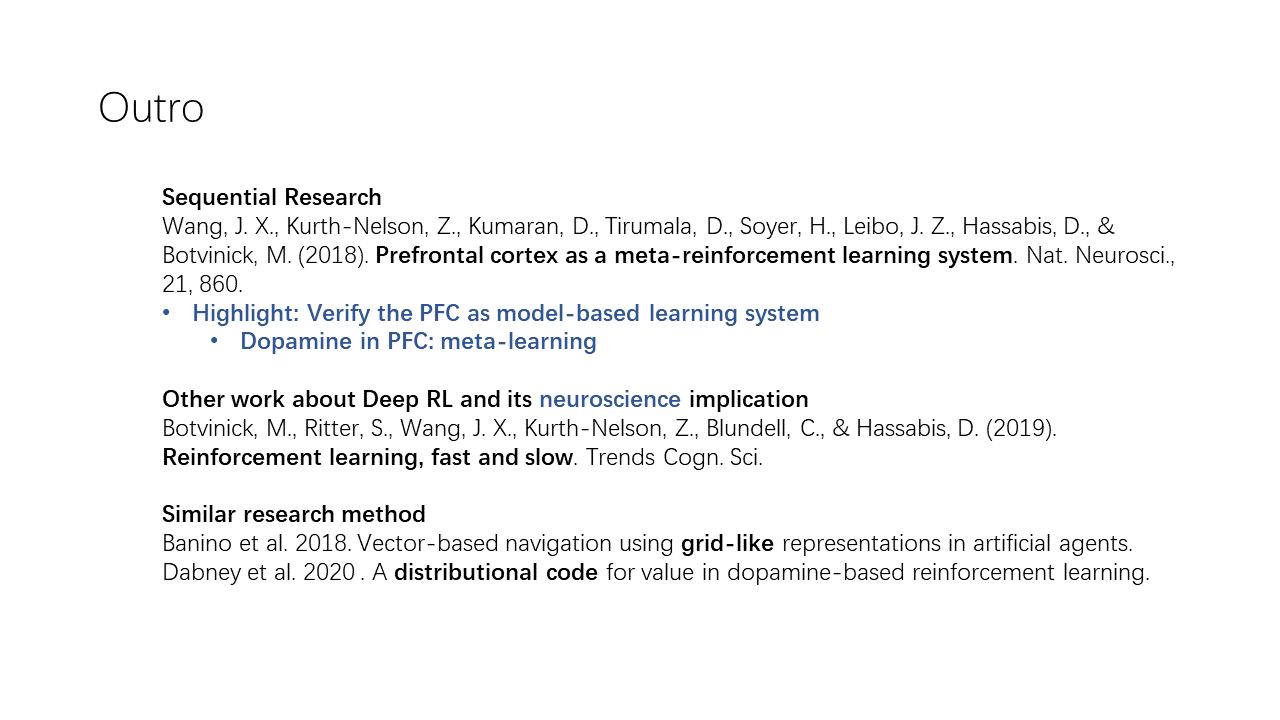 Outro
Sequential Research
Wang, J. X., Kurth-Nelson, Z., Kumaran, D., Tirumala, D., Soyer, H., Leibo, J. Z., Hassabis, D., &
Botvinick, M. (2018). Prefrontal cortex as a meta-reinforcement learning system. Nat. Neurosci.,
21, 860.
• Highlight: Verify the PFC as model-based learning system
• Dopamine in PFC: meta-learning
Other work about Deep RL and its neuroscience implication
Botvinick, M., Ritter, S., Wang, J. X., Kurth-Nelson, Z., Blundell, C., & Hassabis, D. (2019).
Reinforcement learning, fast and slow. Trends Cogn. Sci.
Similar research method
Banino et al. 2018. Vector-based navigation using grid-like representations in artificial agents.
Dabney et al. 2020 . A distributional code for value in dopamine-based reinforcement learning.